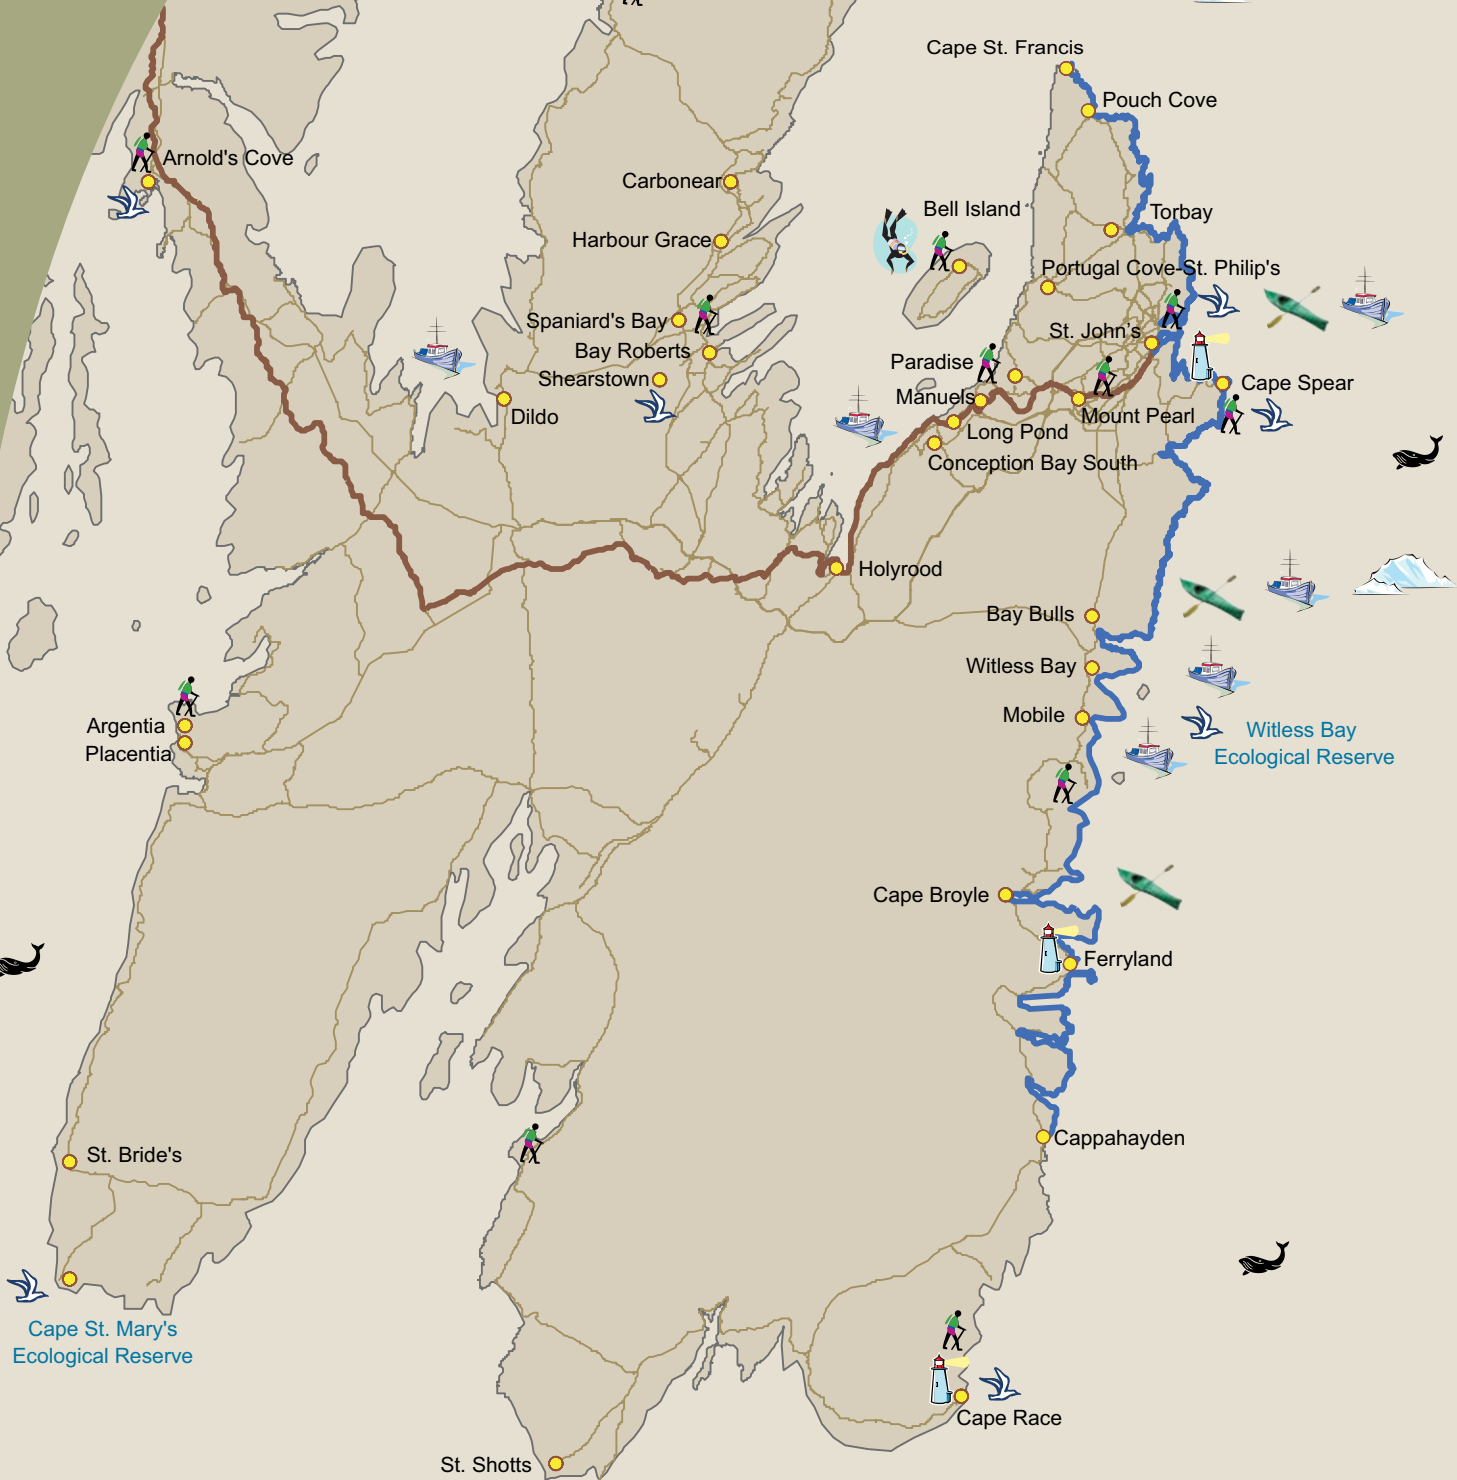 Cape St. Francis
Pouch Cove
Arnold's Cove
Carbonear
Bell Island
Torbay
Harbour Grace
Portugal Cove-St. Philip's
Spaniard's Bay
St. John's
Bay Roberts
Paradise
Shearstown
Cape Spear
Manuels
Dildo
Mount Pearl
Long Pond
Conception Bay South
Holyrood
Bay Bulls
Witless Bay
Mobile
Argentia
Witless Bay
Ecological Reserve
Placentia
Cape Broyle
Ferryland
Cappahayden
St. Bride's
Cape St. Mary's
Ecological Reserve
Cape Race
St. Shotts